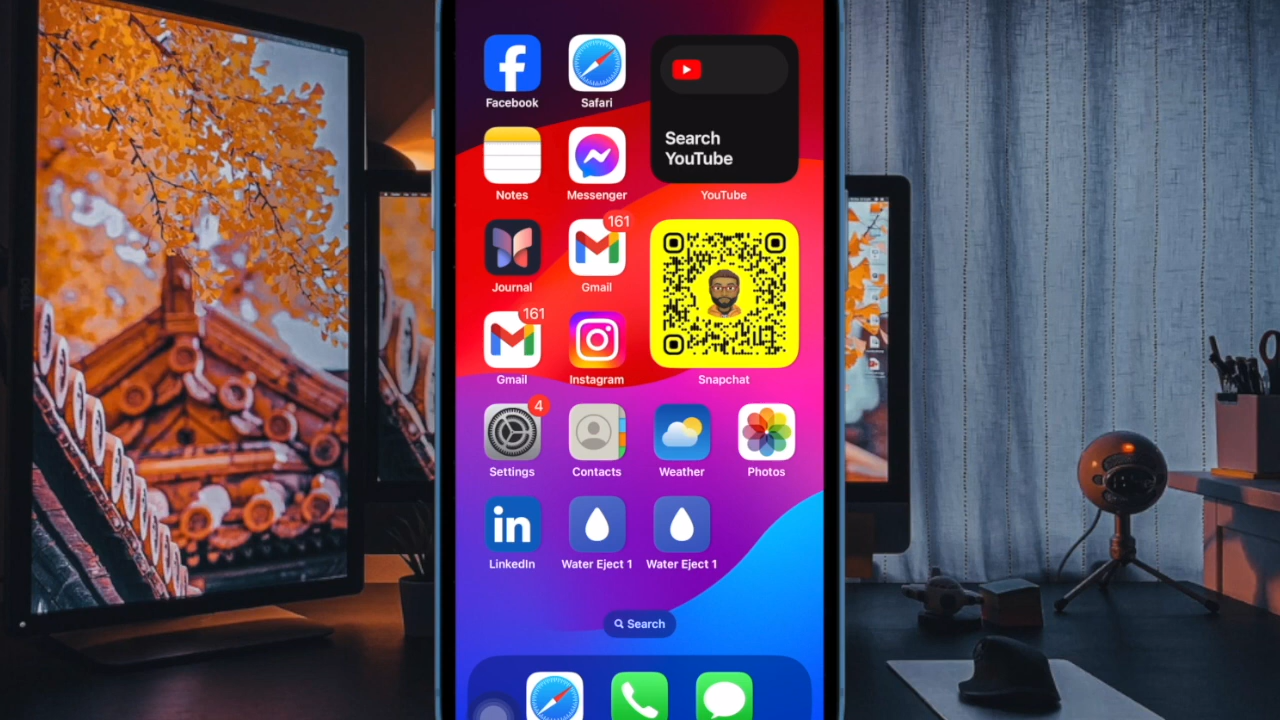 Facebook
Safari
Search
YouTube
Notes
Messenger
YouTube
161
Journal
Gmail
161
Gmail
Instagram
Snapchat
4
Settings
Contacts
Weather
Photos
in
LinkedIn
Water Eject 1
Water Eject 1
Search